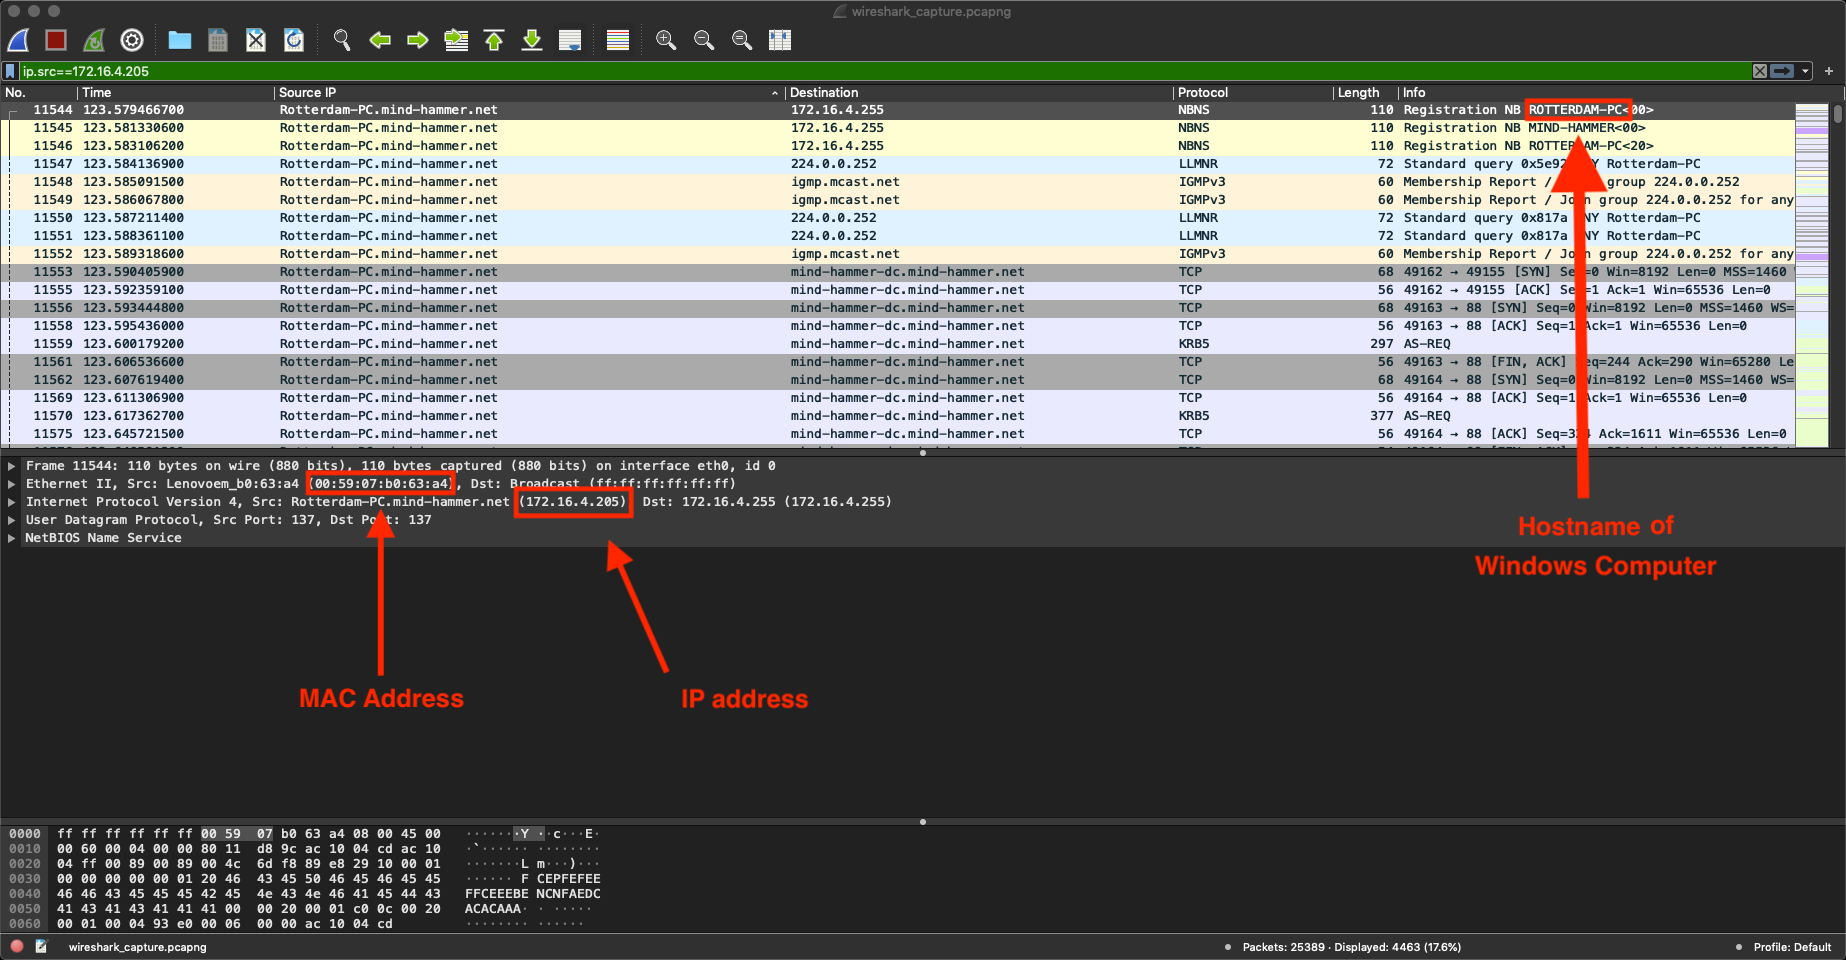 wireshark_capture.pcapng
ip.src==172.16.4.205
No. Time Source IP Destination Protocol Length Info
11544 123.579466700 Rotterdam-PC.mind-hammer.net 172.16.4.255 NBNS 110 Registration NB ROTTERDAM-PC<00>
11545 123.581330600 Rotterdam-PC.mind-hammer.net 172.16.4.255 NBNS 110 Registration NB MIND-HAMMER<00>
11546 123.583106200 Rotterdam-PC.mind-hammer.net 172.16.4.255 NBNS 110 Registration NB ROTTERDAM-PC<20>
11547 123.584136900 Rotterdam-PC.mind-hammer.net 224.0.0.252 LLMNR 72 Standard query 0x5e92 Rotterdam-PC
11548 123.585091500 Rotterdam-PC.mind-hammer.net igmp.mcast.net IGMPv3 60 Membership Report / Join group 224.0.0.252
11549 123.586067800 Rotterdam-PC.mind-hammer.net igmp.mcast.net IGMPv3 60 Membership Report / Join group 224.0.0.252 for any
11550 123.587211400 Rotterdam-PC.mind-hammer.net 224.0.0.252 LLMNR 72 Standard query 0x817a NY Rotterdam-PC
11551 123.588361100 Rotterdam-PC.mind-hammer.net 224.0.0.252 LLMNR 72 Standard query 0x817a NY Rotterdam-PC
11552 123.589318600 Rotterdam-PC.mind-hammer.net igmp.mcast.net IGMPv3 60 Membership Report / Join group 224.0.0.252 for any
11553 123.590405900 Rotterdam-PC.mind-hammer.net mind-hammer-dc.mind-hammer.net TCP 68 49162 → 49155 [SYN] Seq=0 Win=8192 Len=0 MSS=1460
11555 123.592359100 Rotterdam-PC.mind-hammer.net mind-hammer-dc.mind-hammer.net TCP 56 49162 → 49155 [ACK] Seq=1 Ack=1 Win=65536 Len=0
11556 123.593444800 Rotterdam-PC.mind-hammer.net mind-hammer-dc.mind-hammer.net TCP 68 49163 → 88 [SYN] Seq=0 Win=8192 Len=0 MSS=1460 WS=
11558 123.595436000 Rotterdam-PC.mind-hammer.net mind-hammer-dc.mind-hammer.net TCP 56 49163 → 88 [ACK] Seq=1 Ack=1 Win=65536 Len=0
11559 123.600179200 Rotterdam-PC.mind-hammer.net mind-hammer-dc.mind-hammer.net KRB5 297 AS-REQ
11561 123.606536600 Rotterdam-PC.mind-hammer.net mind-hammer-dc.mind-hammer.net TCP 56 49163 → 88 [FIN, ACK] Seq=244 Ack=290 Win=65280 Le
11562 123.607619400 Rotterdam-PC.mind-hammer.net mind-hammer-dc.mind-hammer.net TCP 68 49164 → 88 [SYN] Seq=0 Win=8192 Len=0 MSS=1460 WS=
11569 123.611306900 Rotterdam-PC.mind-hammer.net mind-hammer-dc.mind-hammer.net TCP 56 49164 → 88 [ACK] Seq=1 Ack=1 Win=65536 Len=0
11570 123.617362700 Rotterdam-PC.mind-hammer.net mind-hammer-dc.mind-hammer.net KRB5 377 AS-REQ
11575 123.645721500 Rotterdam-PC.mind-hammer.net mind-hammer-dc.mind-hammer.net TCP 56 49164 → 88 [ACK] Ack=1611 Win=65536 Len=0
Frame 11544: 110 bytes on wire (880 bits), 110 bytes captured (880 bits) on interface eth0, id 0
Ethernet II, Src: Lenovoem_b0:63:a4 (00:59:07:b0:63:a4), Dst: Broadcast (ff:ff:ff:ff:ff:ff)
Internet Protocol Version 4, Src: Rotterdam-PC.mind-hammer.net (172.16.4.205) Dst: 172.16.4.255 (172.16.4.255)
User Datagram Protocol, Src Port: 137, Dst Port: 137
NetBIOS Name Service
Hostname of
Windows Computer
MAC Address
IP address
0000 ff ff ff ff ff ff 00 59 07 b0 63 a4 08 00 45 00 ·······Y ··c···E·
0010 00 60 00 04 00 00 80 11 d8 9c ac 10 04 cd ac 10 ·`······ ········
0020 04 ff 00 89 00 89 00 4c 6d f8 89 e8 29 10 00 01 ·······L m···)···
0030 00 00 00 00 00 01 20 46 43 45 50 46 45 46 45 45 ······ F CEPFEFEE
0040 46 46 43 45 45 45 42 45 4e 43 4e 46 41 45 44 43 FFCEEEBE NCNFAEDC
0050 41 43 41 43 41 41 41 00 00 20 00 01 c0 0c 00 20 ACACAAA· · ·····
0060 00 01 00 04 93 e0 00 06 00 00 ac 10 04 cd ········ ······
wireshark_capture.pcapng
Packets: 25389 · Displayed: 4463 (17.6%)
Profile: Default